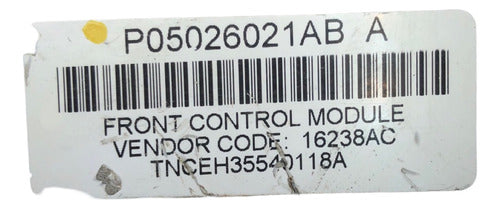 P05026021AB A
FRONT CONTROL MODULE
VENDOR CODE: 16238AC
TNCEH35540118A